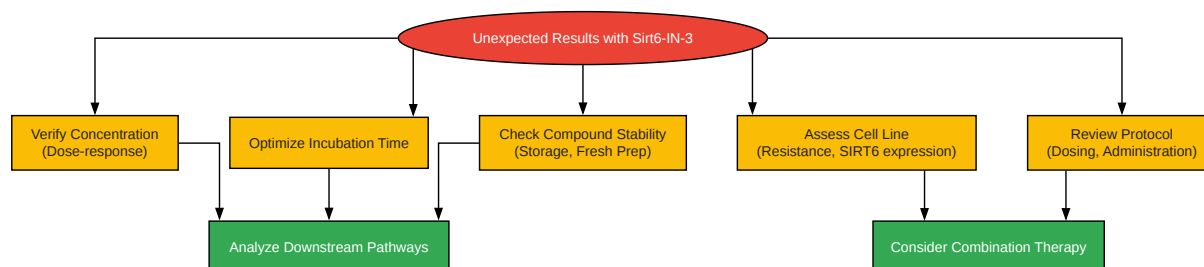 Unexpected Results with Sirt6-IN-3
Verify Concentration
(Dose-response)
Optimize Incubation Time
Check Compound Stability
(Storage, Fresh Prep)
Assess Cell Line
(Resistance, SIRT6 expression)
Review Protocol
(Dosing, Administration)
Analyze Downstream Pathways
Consider Combination Therapy